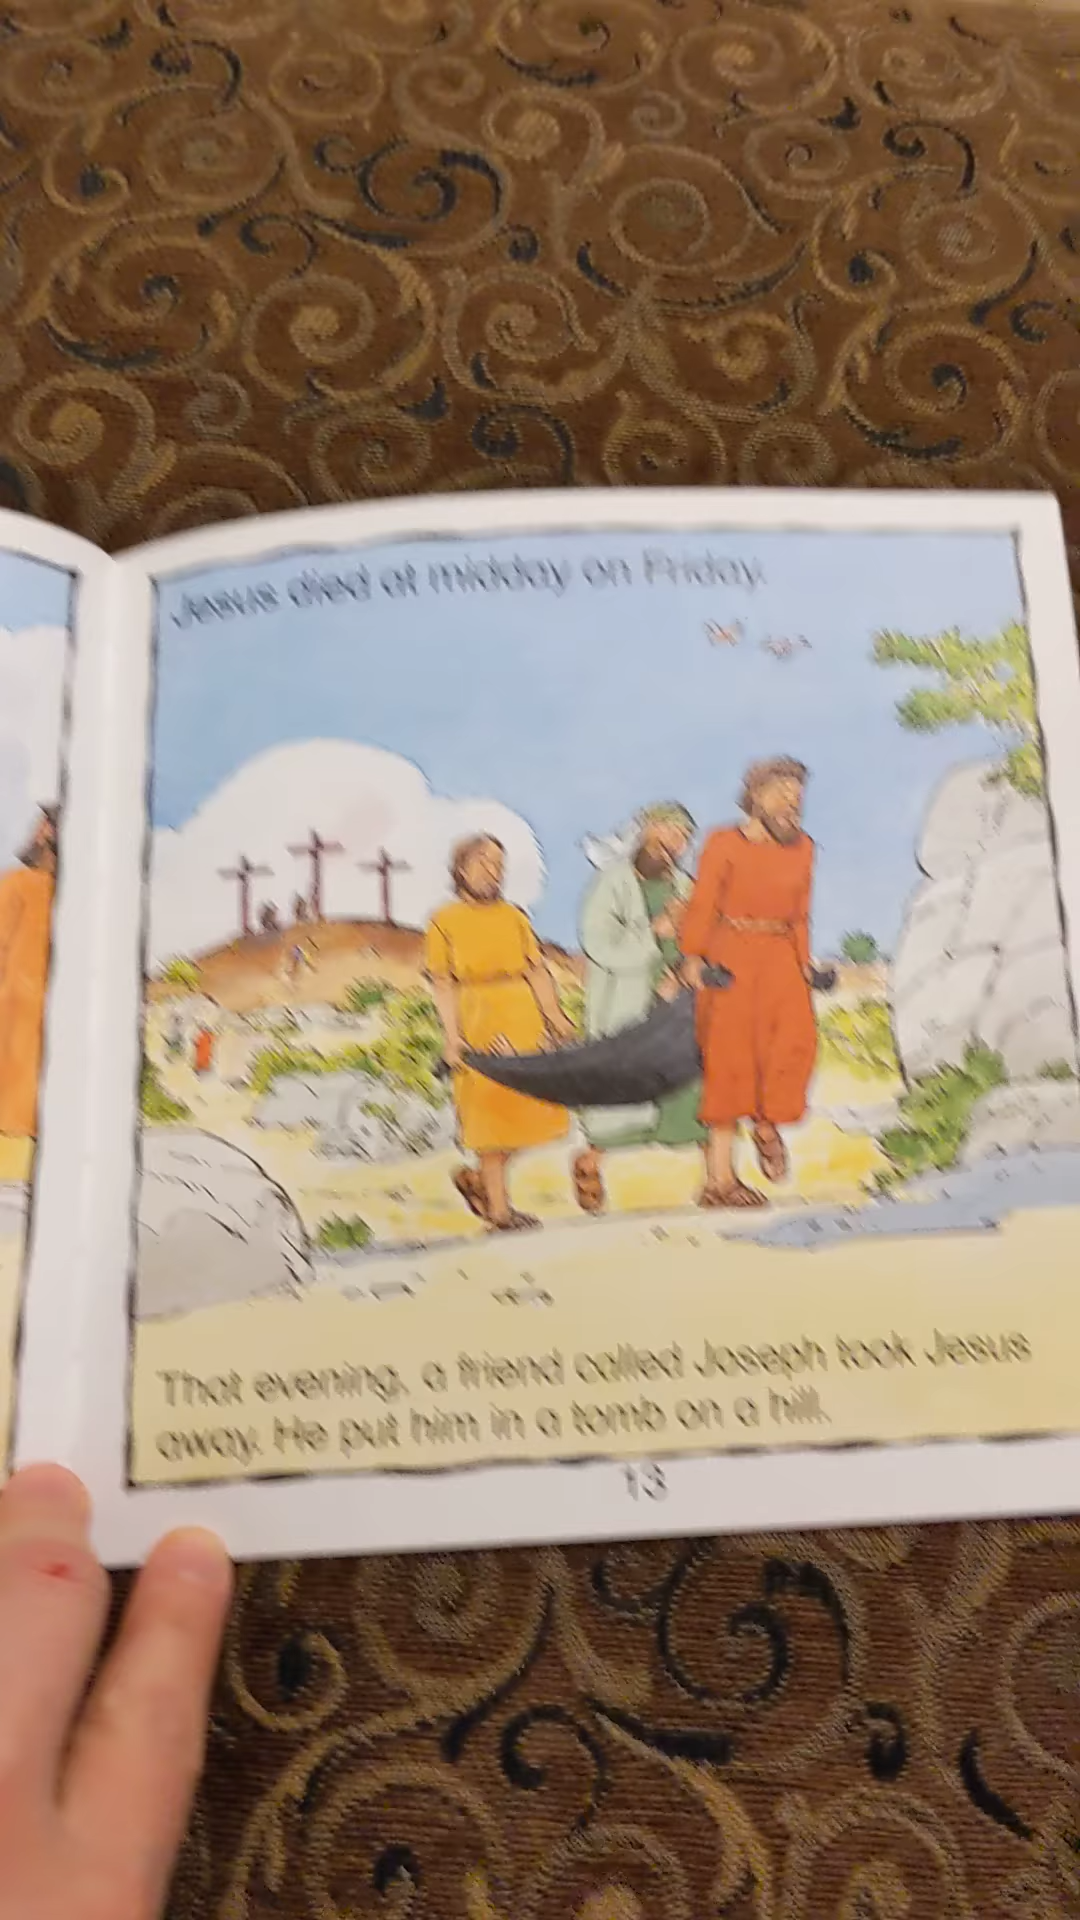 Jesus died at midday on Friday.
That evening, a friend called Joseph took Jesus
away. He put him in a tomb on a hill.
13